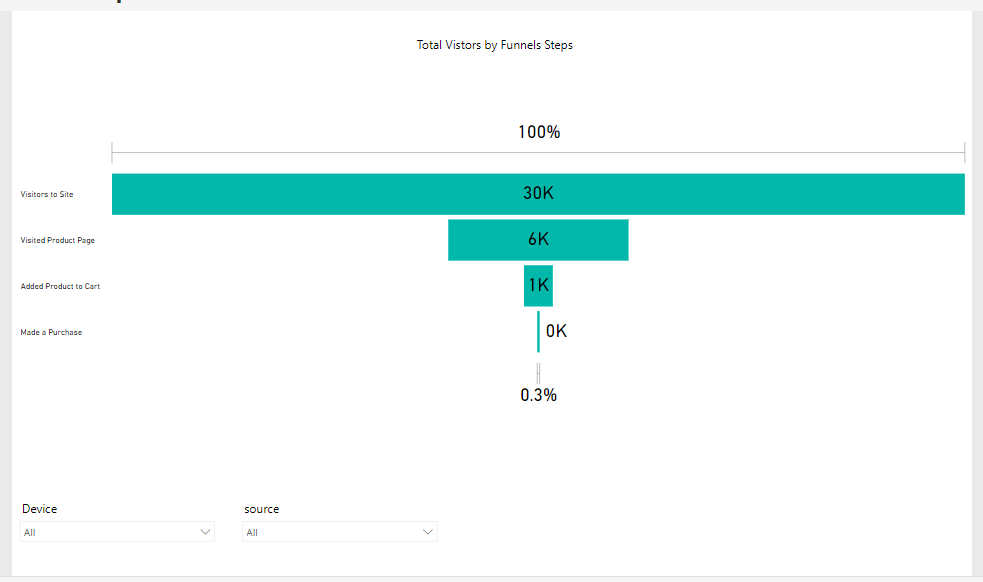 Total Vistors by Funnels Steps
100%
Visitors to Site
30K
Visited Product Page
6K
Added Product to Cart
1K
Made a Purchase
0K
0.3%
Device
source
All
All